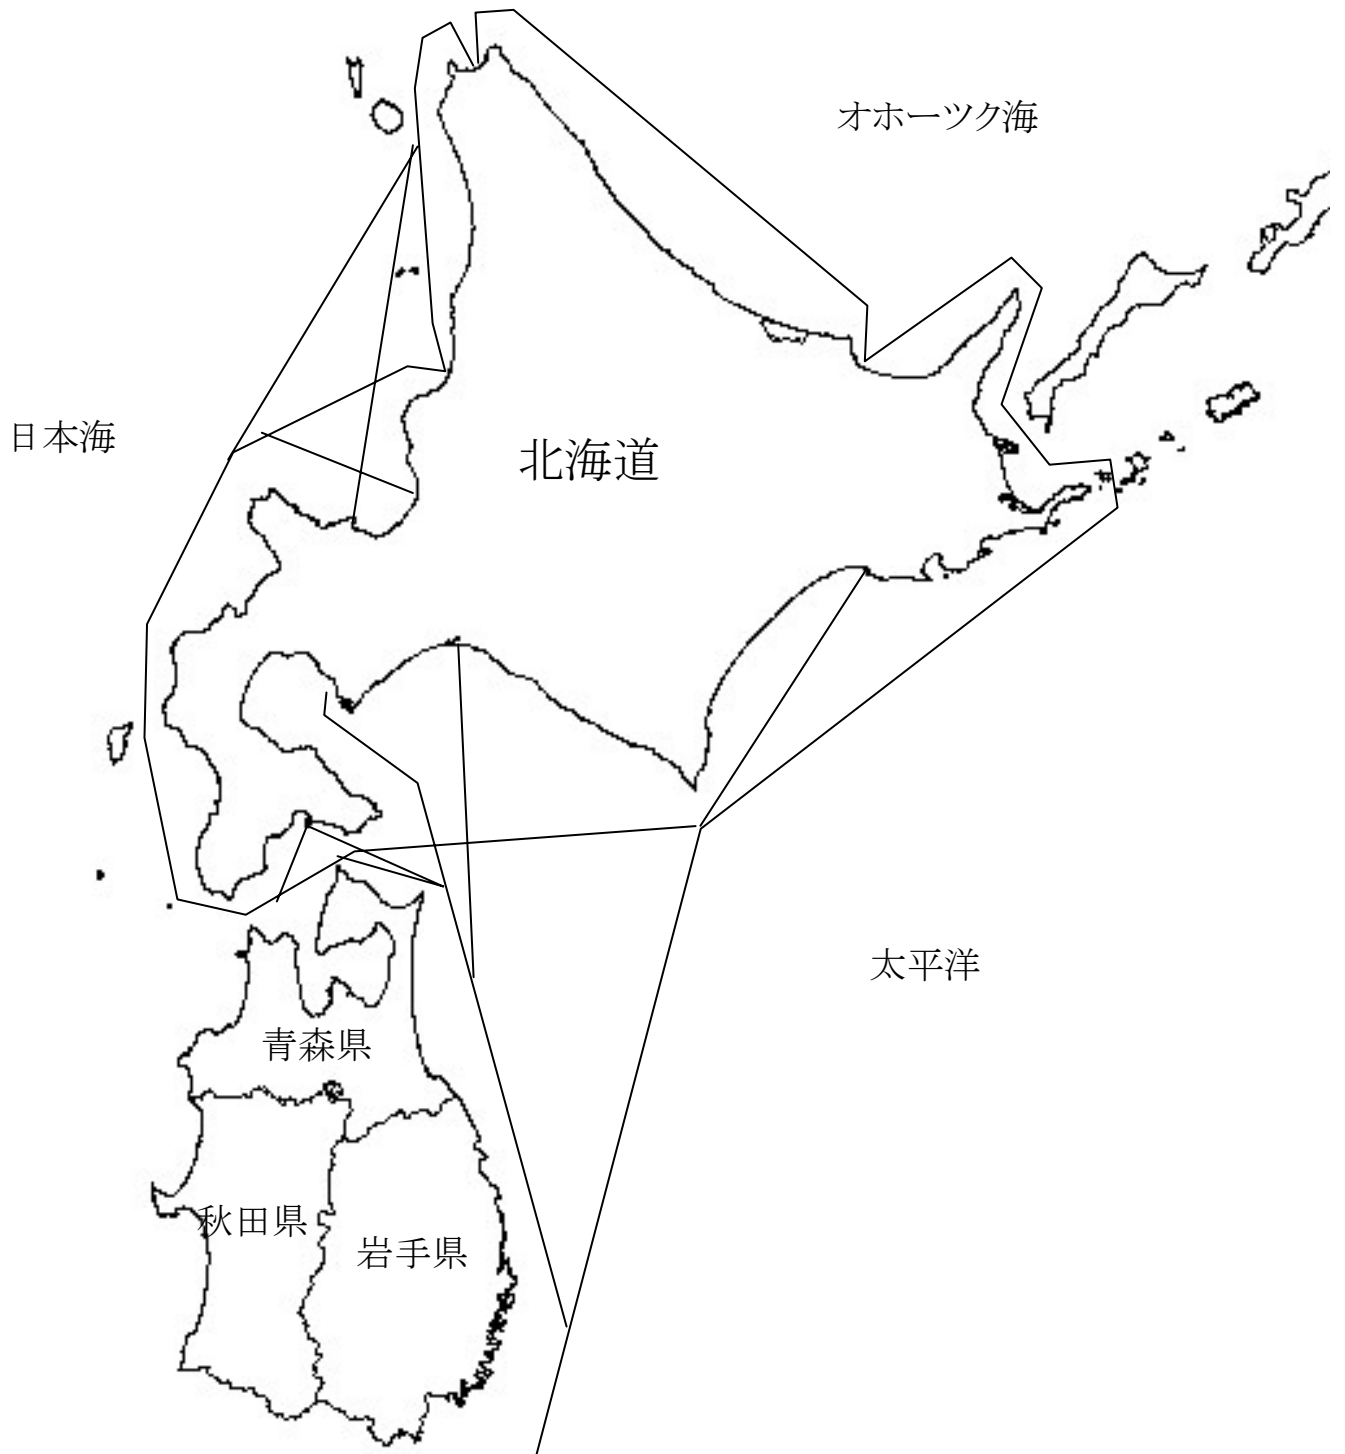 オホーツク海
日本海
北海道
太平洋
青森県
秋田県
岩手県